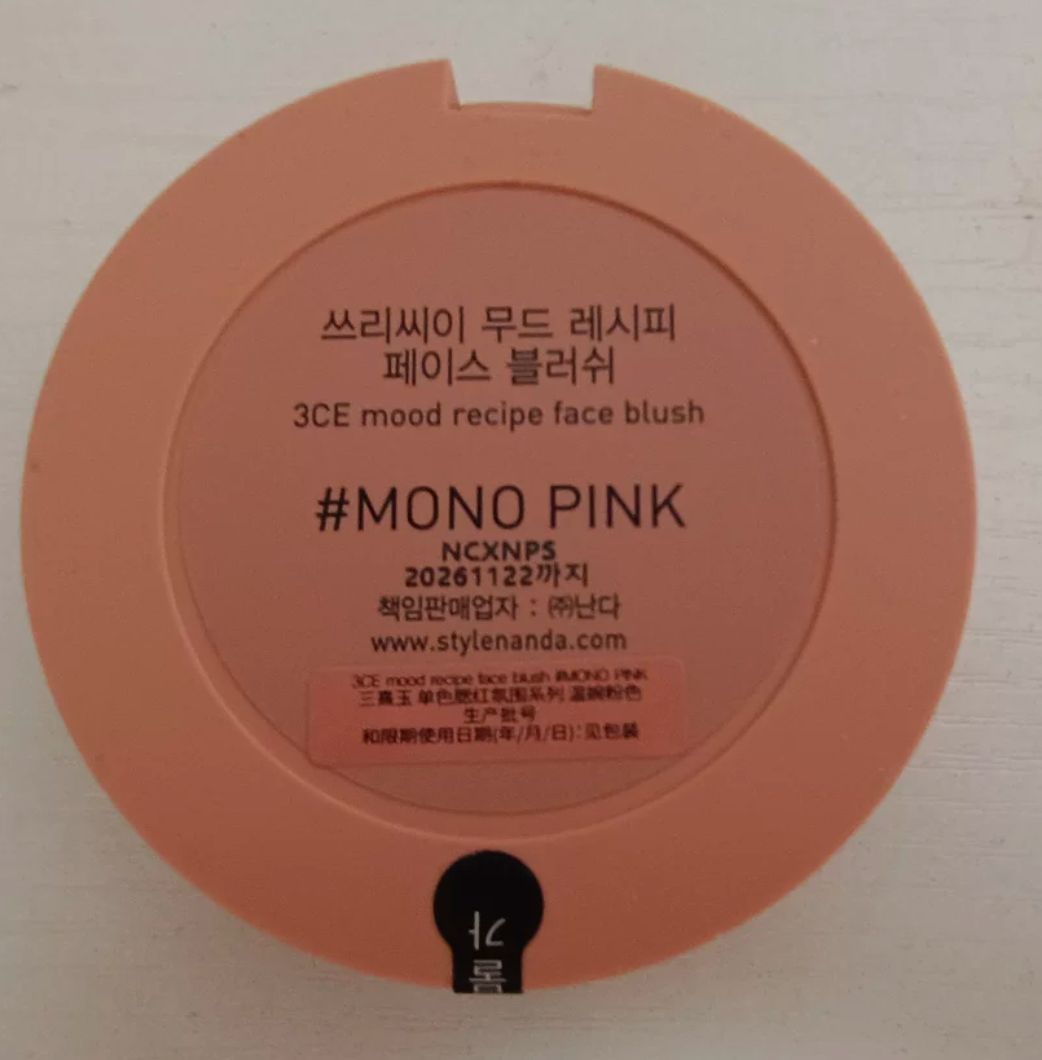 쓰리씨이 무드 레시피
페이스 블러쉬
3CE mood recipe face blush
#MONO PINK
NCXNPS
20261122까지
책임판매업자 : ㈜난다
www.stylenanda.com
3CE mood recipe face blush #MONO PINK
三熹玉 单色腮红氛围系列 温婉粉色
生产批号
和限期使用日期(年/月/日):见包装
가